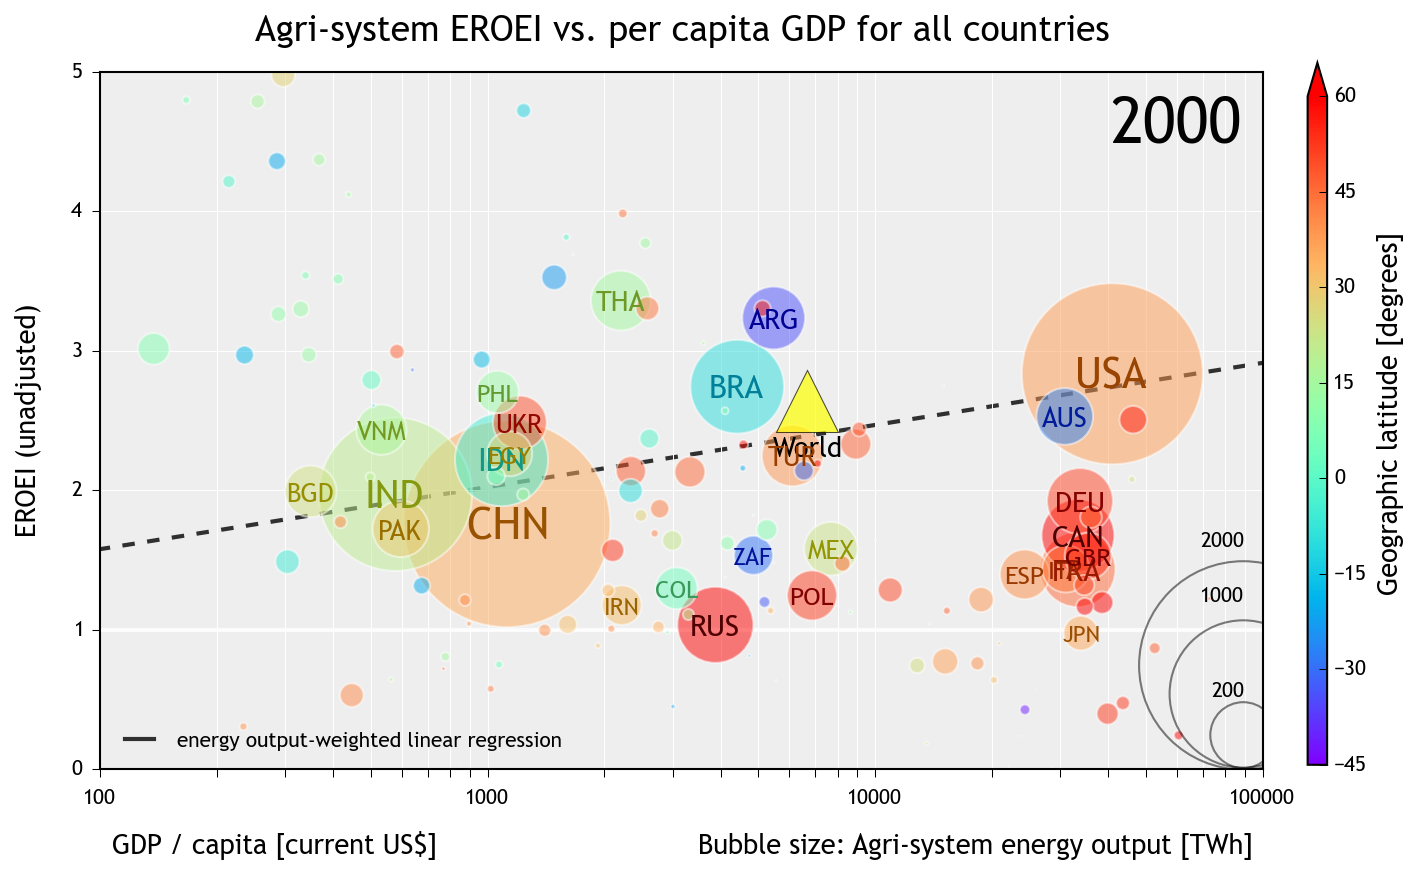 Agri-system EROEI vs. per capita GDP for all countries
2000
EROEI (unadjusted)
5
4
3
2
1
0
THA
ARG
BRA
USA
AUS
World
TUR
PHL
UKR
VNM
EGY
IDN
IND
BGD
PAK
CHN
DEU
CAN
GBR
FRA
ITA
ESP
JPN
ZAF
MEX
COL
POL
IRN
RUS
2000
1000
200
energy output-weighted linear regression
100
1000
10000
100000
GDP / capita [current US$]
Bubble size: Agri-system energy output [TWh]
60
45
30
15
0
−15
−30
−45
Geographic latitude [degrees]